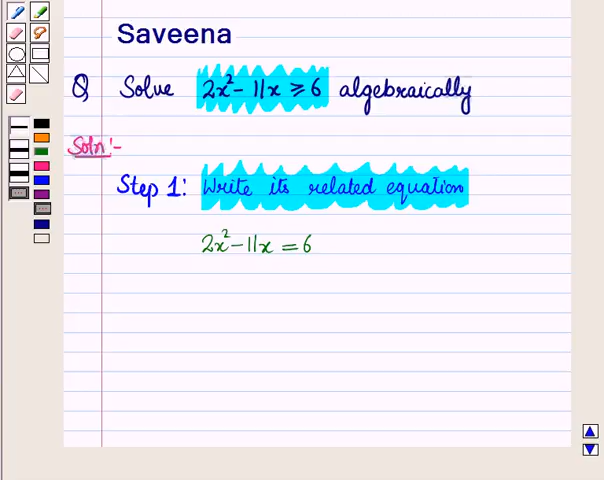 Saveena
Q Solve 2x² - 11x ≥ 6 algebraically
Soln:-
Step 1: Write its related equation
2x² - 11x = 6